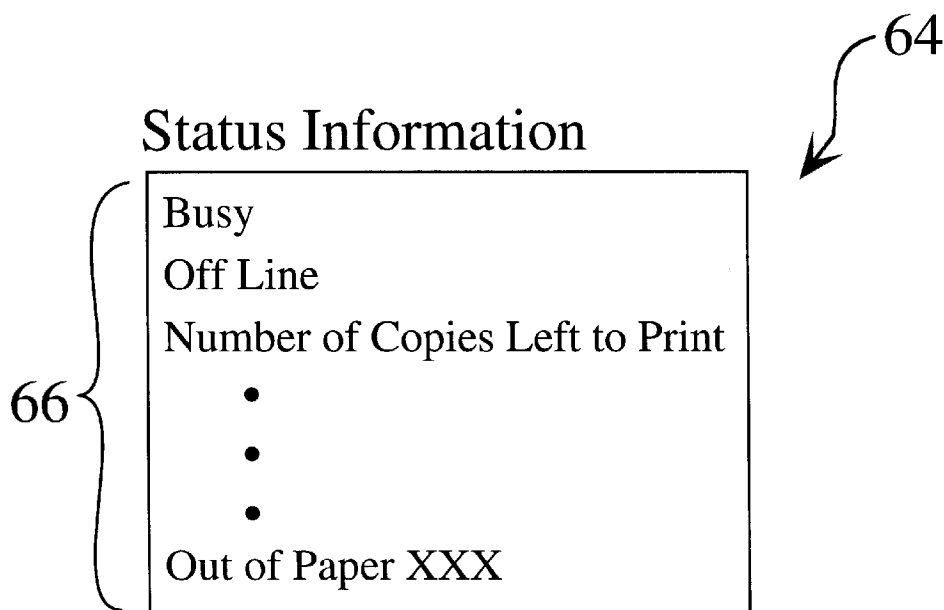 64
Status Information
Busy
Off Line
Number of Copies Left to Print
•
66
•
•
Out of Paper XXX